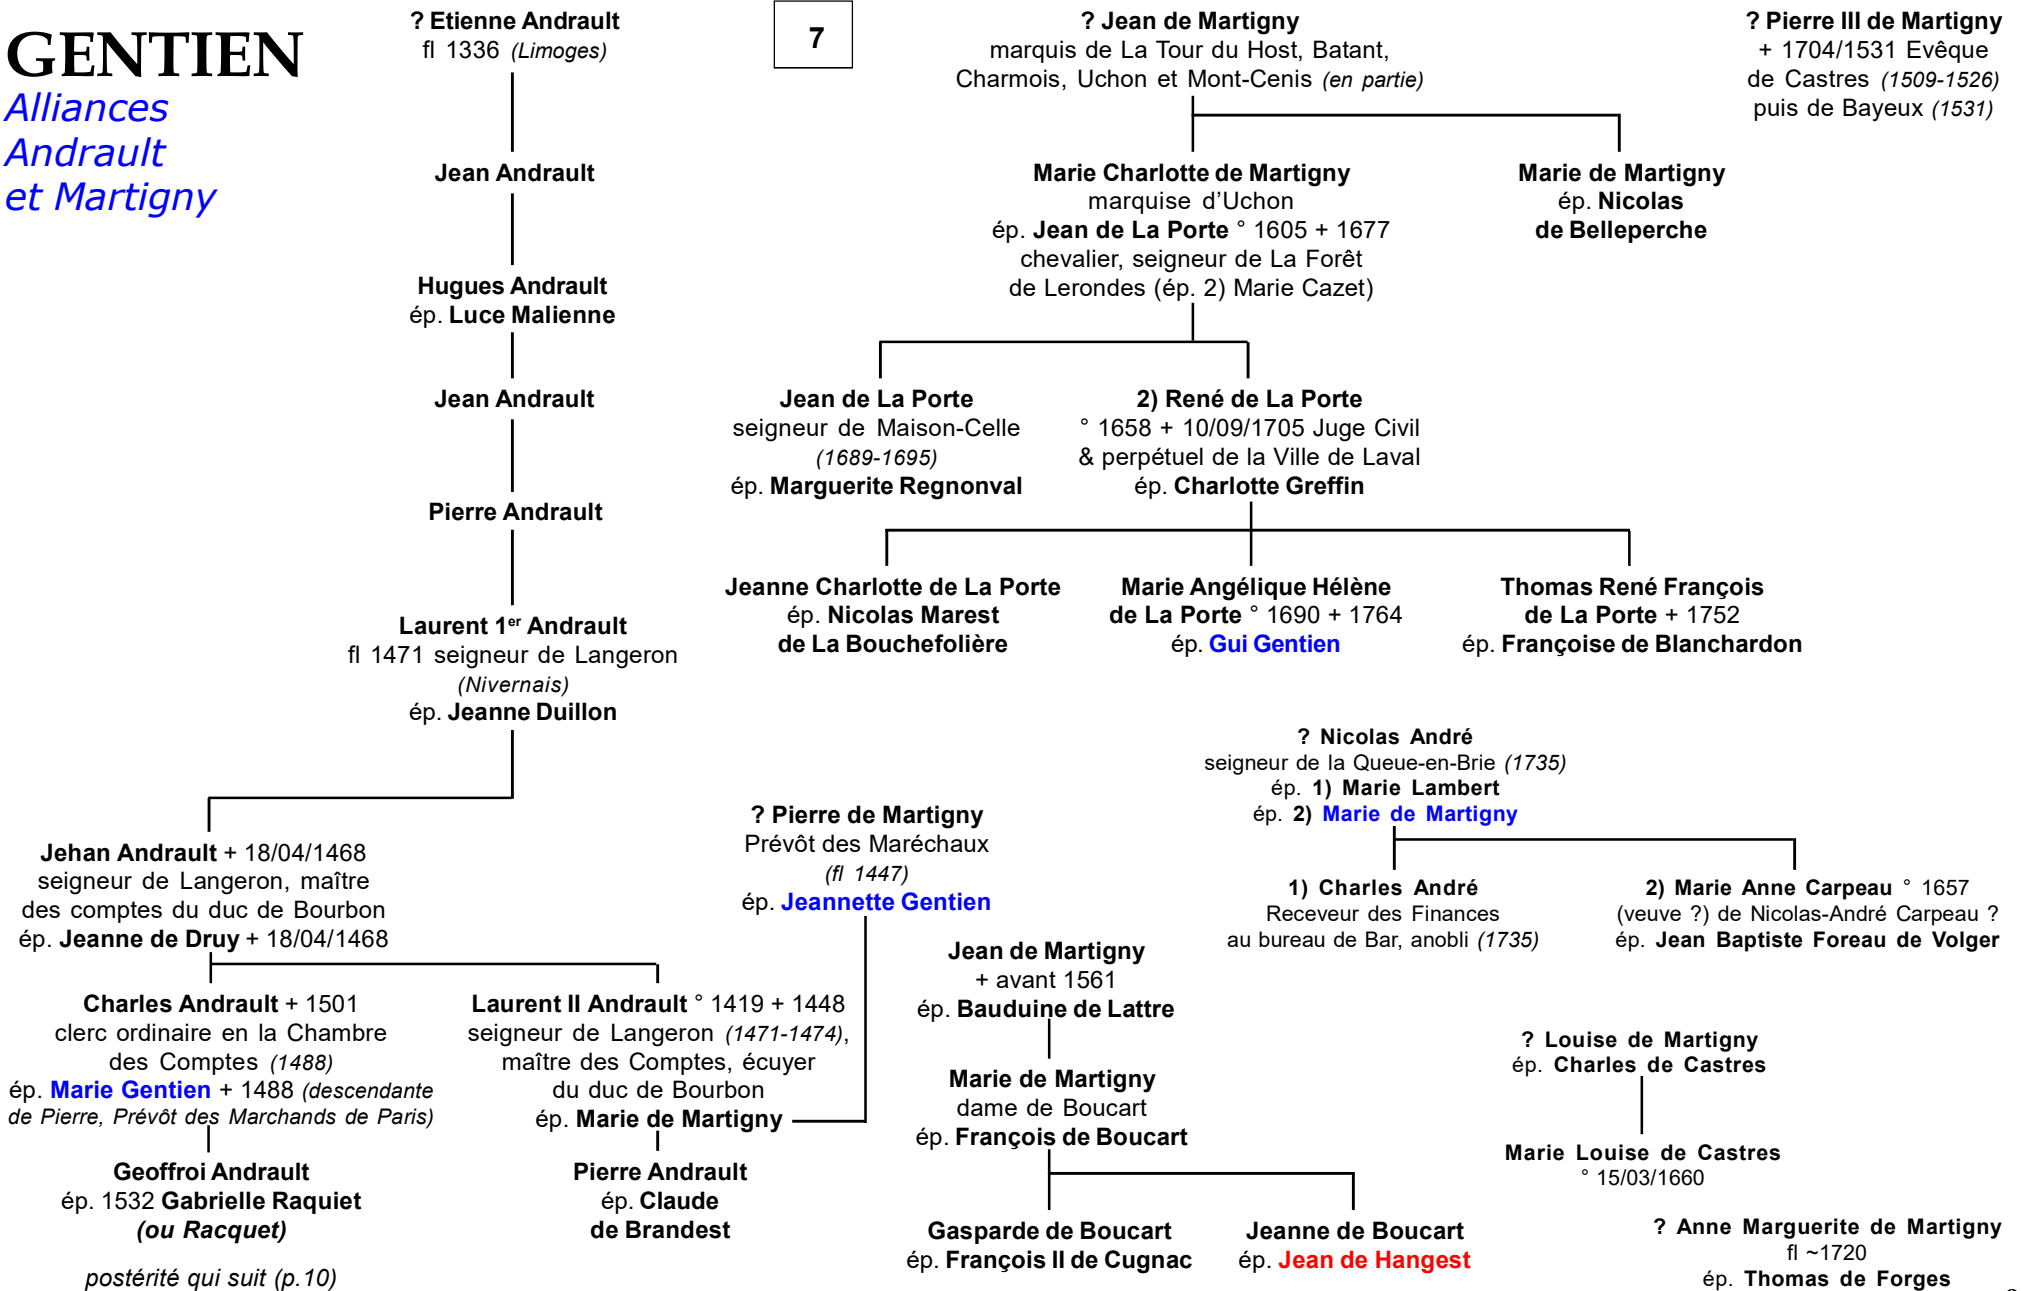 GENTIEN
Alliances
Andrault
et Martigny
7
? Etienne Andrault
fl 1336 (Limoges)
Jean Andrault
Hugues Andrault
ép. Luce Malienne
Jean Andrault
Pierre Andrault
Laurent 1er Andrault
fl 1471 seigneur de Langeron
(Nivernais)
ép. Jeanne Duillon
Jehan Andrault + 18/04/1468
seigneur de Langeron, maître
des comptes du duc de Bourbon
ép. Jeanne de Druy + 18/04/1468
Charles Andrault + 1501
clerc ordinaire en la Chambre
des Comptes (1488)
ép. Marie Gentien + 1488 (descendante
de Pierre, Prévôt des Marchands de Paris)
Geoffroi Andrault
ép. 1532 Gabrielle Raquiet
(ou Racquet)
postérité qui suit (p.10)
Laurent II Andrault ° 1419 + 1448
seigneur de Langeron (1471-1474),
maître des Comptes, écuyer
du duc de Bourbon
ép. Marie de Martigny
Pierre Andrault
ép. Claude
de Brandest
? Pierre de Martigny
Prévôt des Maréchaux
(fl 1447)
ép. Jeannette Gentien
? Jean de Martigny
marquis de La Tour du Host, Batant,
Charmois, Uchon et Mont-Cenis (en partie)
Marie Charlotte de Martigny
marquise d'Uchon
ép. Jean de La Porte ° 1605 + 1677
chevalier, seigneur de La Forêt
de Lerondes (ép. 2) Marie Cazet)
Marie de Martigny
ép. Nicolas
de Belleperche
? Pierre III de Martigny
+ 1704/1531 Evêque
de Castres (1509-1526)
puis de Bayeux (1531)
Jean de La Porte
seigneur de Maison-Celle
(1689-1695)
ép. Marguerite Regnonval
2) René de La Porte
° 1658 + 10/09/1705 Juge Civil
& perpétuel de la Ville de Laval
ép. Charlotte Greffin
Jeanne Charlotte de La Porte
ép. Nicolas Marest
de La Bouchefolière
Marie Angélique Hélène
de La Porte ° 1690 + 1764
ép. Gui Gentien
Thomas René François
de La Porte + 1752
ép. Françoise de Blanchardon
? Nicolas André
seigneur de la Queue-en-Brie (1735)
ép. 1) Marie Lambert
ép. 2) Marie de Martigny
1) Charles André
Receveur des Finances
au bureau de Bar, anobli (1735)
2) Marie Anne Carpeau ° 1657
(veuve ?) de Nicolas-André Carpeau ?
ép. Jean Baptiste Foreau de Volger
Jean de Martigny
+ avant 1561
ép. Bauduine de Lattre
Marie de Martigny
dame de Boucart
ép. François de Boucart
Gasparde de Boucart
ép. François II de Cugnac
Jeanne de Boucart
ép. Jean de Hangest
? Louise de Martigny
ép. Charles de Castres
Marie Louise de Castres
° 15/03/1660
? Anne Marguerite de Martigny
fl ~1720
ép. Thomas de Forges